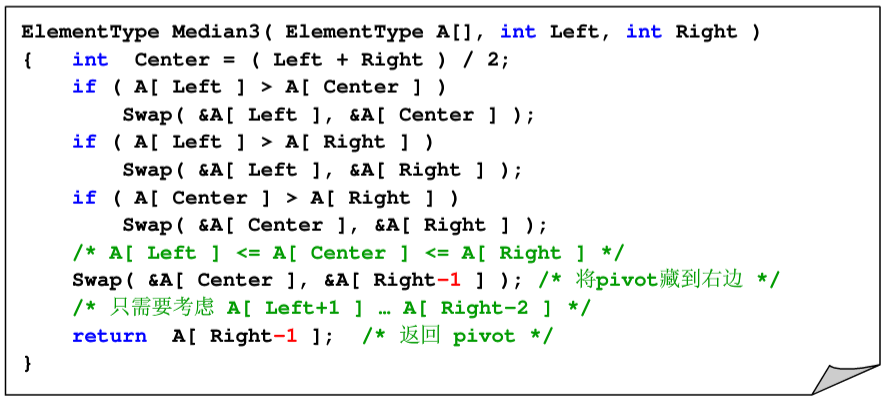 ElementType Median3( ElementType A[], int Left, int Right )
{ int Center = ( Left + Right ) / 2;
if ( A[ Left ] > A[ Center ] )
Swap( &A[ Left ], &A[ Center ] );
if ( A[ Left ] > A[ Right ] )
Swap( &A[ Left ], &A[ Right ] );
if ( A[ Center ] > A[ Right ] )
Swap( &A[ Center ], &A[ Right ] );
/* A[ Left ] <= A[ Center ] <= A[ Right ] */
Swap( &A[ Center ], &A[ Right-1 ] ); /* 将pivot藏到右边 */
/* 只需要考虑 A[ Left+1 ] … A[ Right–2 ] */
return A[ Right-1 ]; /* 返回 pivot */
}